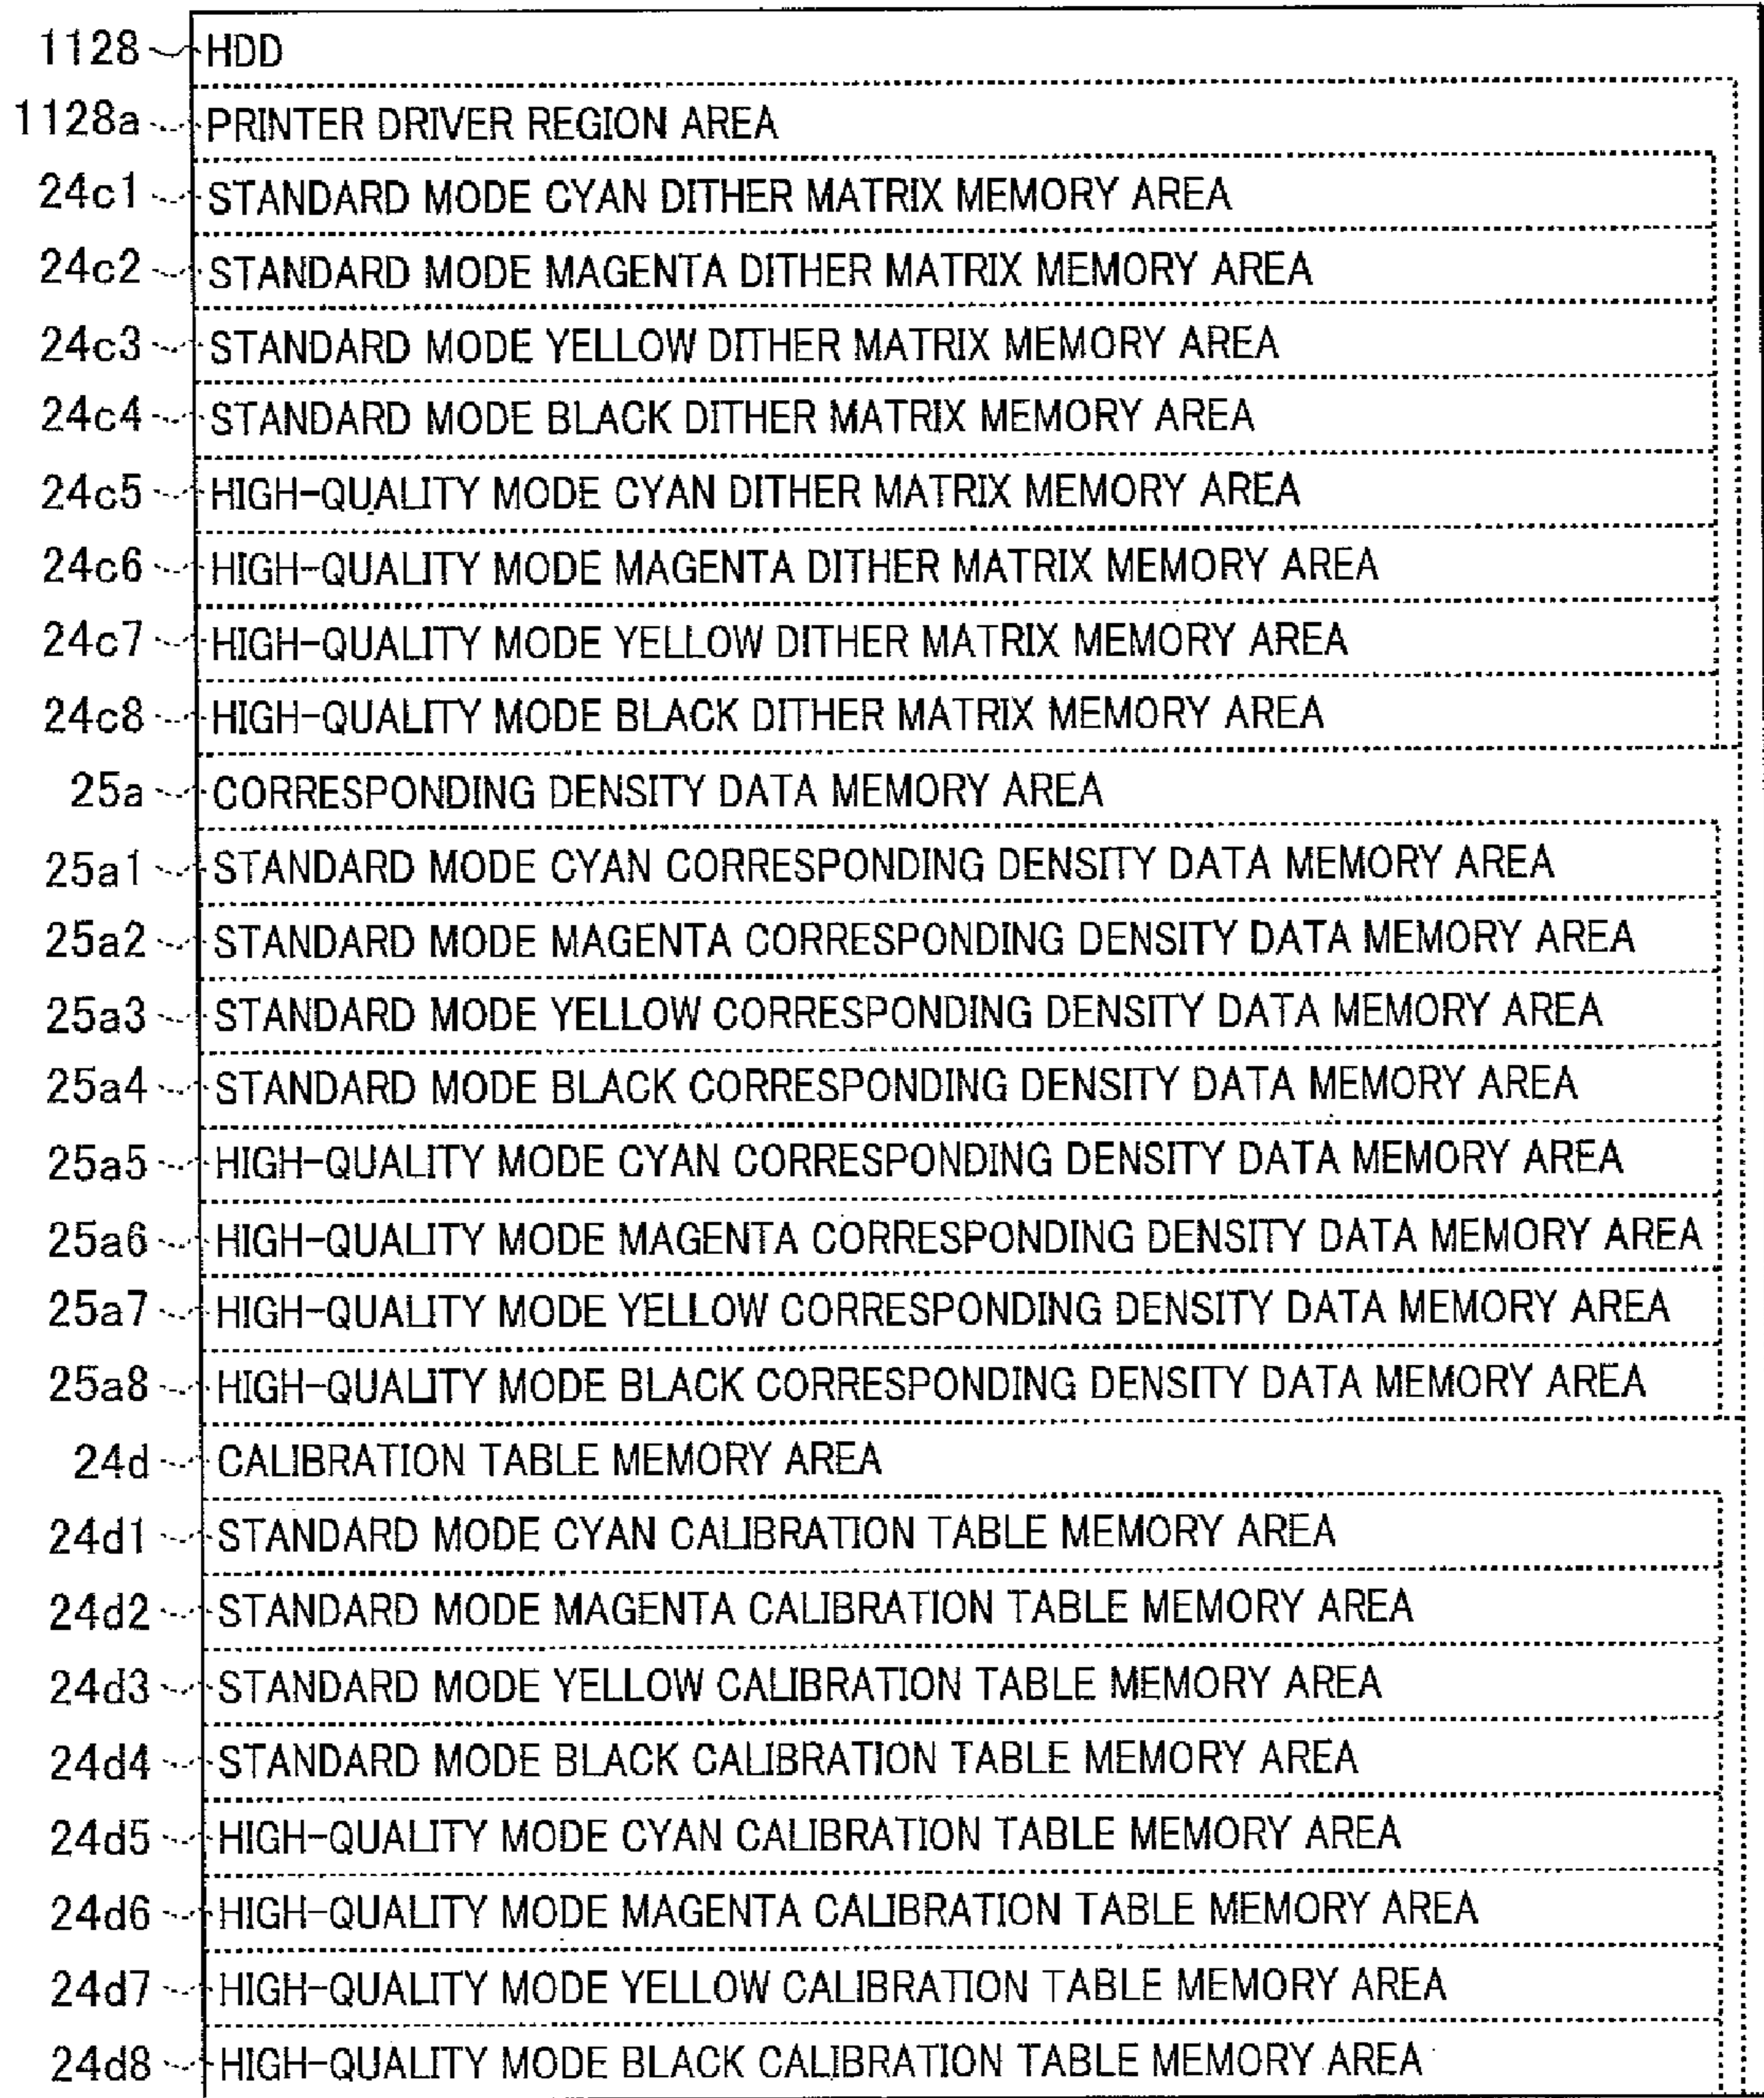 1128 HDD
1128a PRINTER DRIVER REGION AREA
24c1 STANDARD MODE CYAN DITHER MATRIX MEMORY AREA
24c2 STANDARD MODE MAGENTA DITHER MATRIX MEMORY AREA
24c3 STANDARD MODE YELLOW DITHER MATRIX MEMORY AREA
24c4 STANDARD MODE BLACK DITHER MATRIX MEMORY AREA
24c5 HIGH-QUALITY MODE CYAN DITHER MATRIX MEMORY AREA
24c6 HIGH-QUALITY MODE MAGENTA DITHER MATRIX MEMORY AREA
24c7 HIGH-QUALITY MODE YELLOW DITHER MATRIX MEMORY AREA
24c8 HIGH-QUALITY MODE BLACK DITHER MATRIX MEMORY AREA
25a CORRESPONDING DENSITY DATA MEMORY AREA
25a1 STANDARD MODE CYAN CORRESPONDING DENSITY DATA MEMORY AREA
25a2 STANDARD MODE MAGENTA CORRESPONDING DENSITY DATA MEMORY AREA
25a3 STANDARD MODE YELLOW CORRESPONDING DENSITY DATA MEMORY AREA
25a4 STANDARD MODE BLACK CORRESPONDING DENSITY DATA MEMORY AREA
25a5 HIGH-QUALITY MODE CYAN CORRESPONDING DENSITY DATA MEMORY AREA
25a6 HIGH-QUALITY MODE MAGENTA CORRESPONDING DENSITY DATA MEMORY AREA
25a7 HIGH-QUALITY MODE YELLOW CORRESPONDING DENSITY DATA MEMORY AREA
25a8 HIGH-QUALITY MODE BLACK CORRESPONDING DENSITY DATA MEMORY AREA
24d CALIBRATION TABLE MEMORY AREA
24d1 STANDARD MODE CYAN CALIBRATION TABLE MEMORY AREA
24d2 STANDARD MODE MAGENTA CALIBRATION TABLE MEMORY AREA
24d3 STANDARD MODE YELLOW CALIBRATION TABLE MEMORY AREA
24d4 STANDARD MODE BLACK CALIBRATION TABLE MEMORY AREA
24d5 HIGH-QUALITY MODE CYAN CALIBRATION TABLE MEMORY AREA
24d6 HIGH-QUALITY MODE MAGENTA CALIBRATION TABLE MEMORY AREA
24d7 HIGH-QUALITY MODE YELLOW CALIBRATION TABLE MEMORY AREA
24d8 HIGH-QUALITY MODE BLACK CALIBRATION TABLE MEMORY AREA